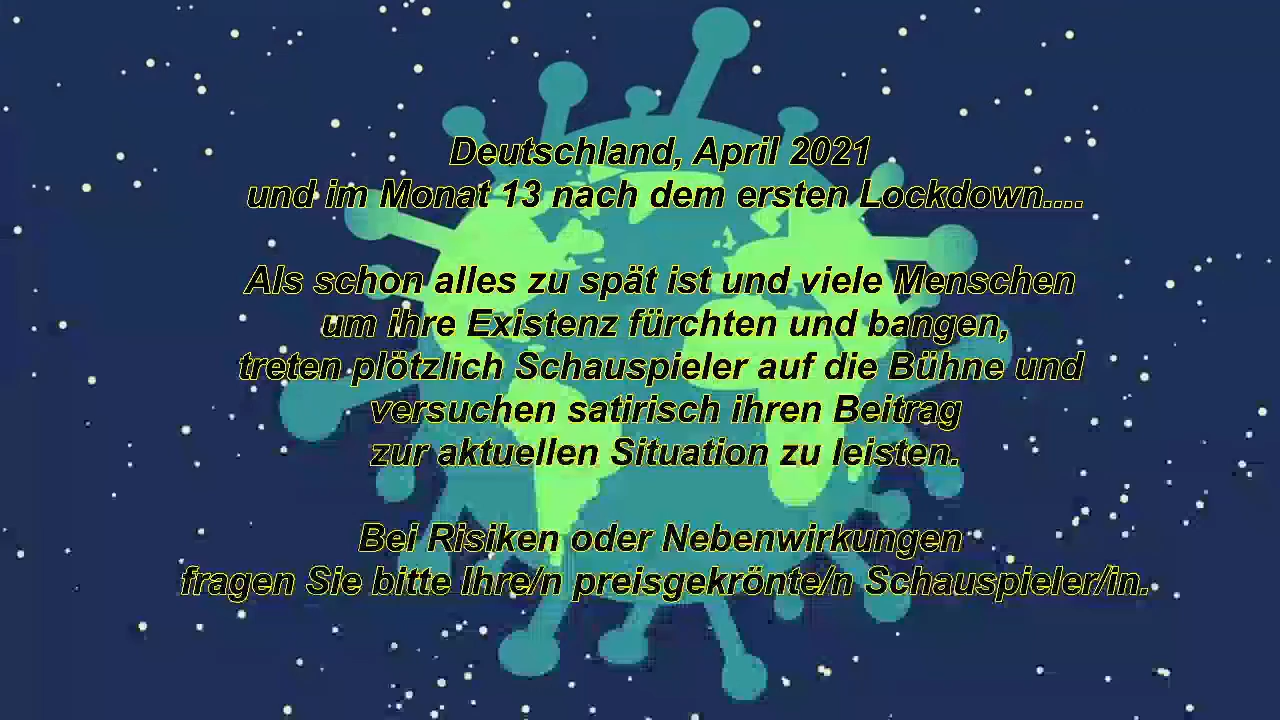 Deutschland, April 2021
und im Monat 13 nach dem ersten Lockdown....
Als schon alles zu spät ist und viele Menschen
um ihre Existenz fürchten und bangen,
treten plötzlich Schauspieler auf die Bühne und
versuchen satirisch ihren Beitrag
zur aktuellen Situation zu leisten.
Bei Risiken oder Nebenwirkungen
fragen Sie bitte Ihre/n preisgekrönte/n Schauspieler/in.